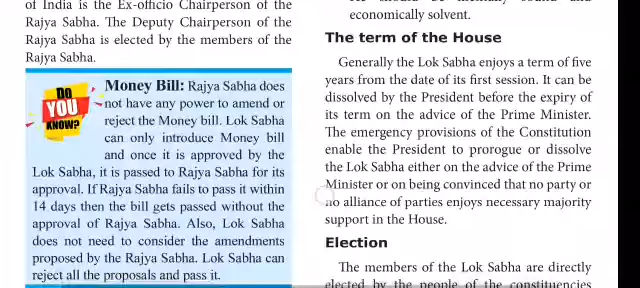 of India is the Ex-officio Chairperson of the
Rajya Sabha. The Deputy Chairperson of the
Rajya Sabha is elected by the members of the
Rajya Sabha.
DO
YOU
KNOW?
Money Bill: Rajya Sabha does
not have any power to amend or
reject the Money bill. Lok Sabha
can only introduce Money bill
and once it is approved by the
Lok Sabha, it is passed to Rajya Sabha for its
approval. If Rajya Sabha fails to pass it within
14 days then the bill gets passed without the
approval of Rajya Sabha. Also, Lok Sabha
does not need to consider the amendments
proposed by the Rajya Sabha. Lok Sabha can
reject all the proposals and pass it.
economically solvent.
The term of the House
Generally the Lok Sabha enjoys a term of five
years from the date of its first session. It can be
dissolved by the President before the expiry of
its term on the advice of the Prime Minister.
The emergency provisions of the Constitution
enable the President to prorogue or dissolve
the Lok Sabha either on the advice of the Prime
Minister or on being convinced that no party or
no alliance of parties enjoys necessary majority
support in the House.
Election
The members of the Lok Sabha are directly
elected by the people of the constituencies